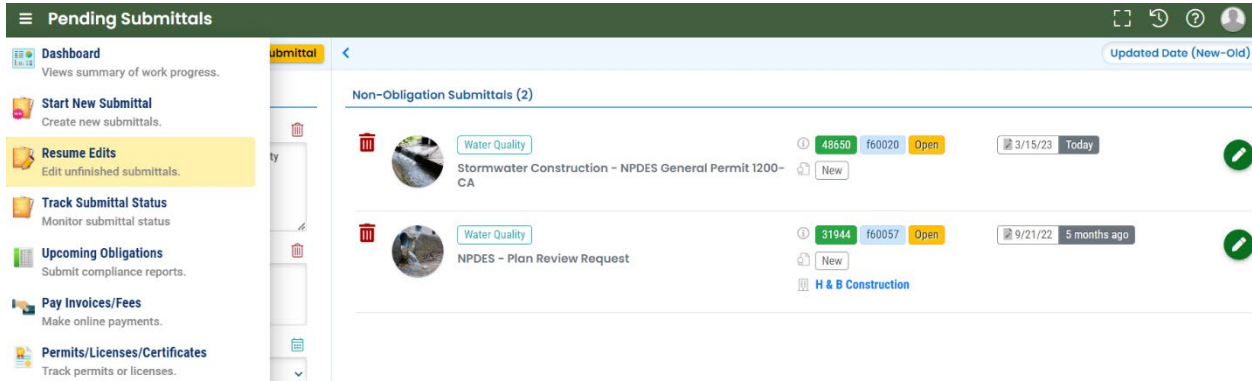 Pending Submittals
Dashboard
Views summary of work progress.
Start New Submittal
Create new submittals.
Resume Edits
Edit unfinished submittals.
Track Submittal Status
Monitor submittal status
Upcoming Obligations
Submit compliance reports.
Pay Invoices/Fees
Make online payments.
Permits/Licenses/Certificates
Track permits or licenses.
ubmittal
ty
Updated Date (New-Old)
Non-Obligation Submittals (2)
Water Quality
Stormwater Construction - NPDES General Permit 1200-
CA
48650 f60020 Open
New
3/15/23 Today
Water Quality
NPDES - Plan Review Request
31944 f60057 Open
New
H & B Construction
9/21/22 5 months ago